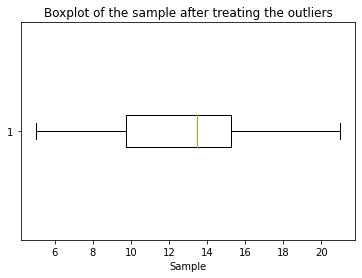 Boxplot of the sample after treating the outliers
1
6 8 10 12 14 16 18 20
Sample